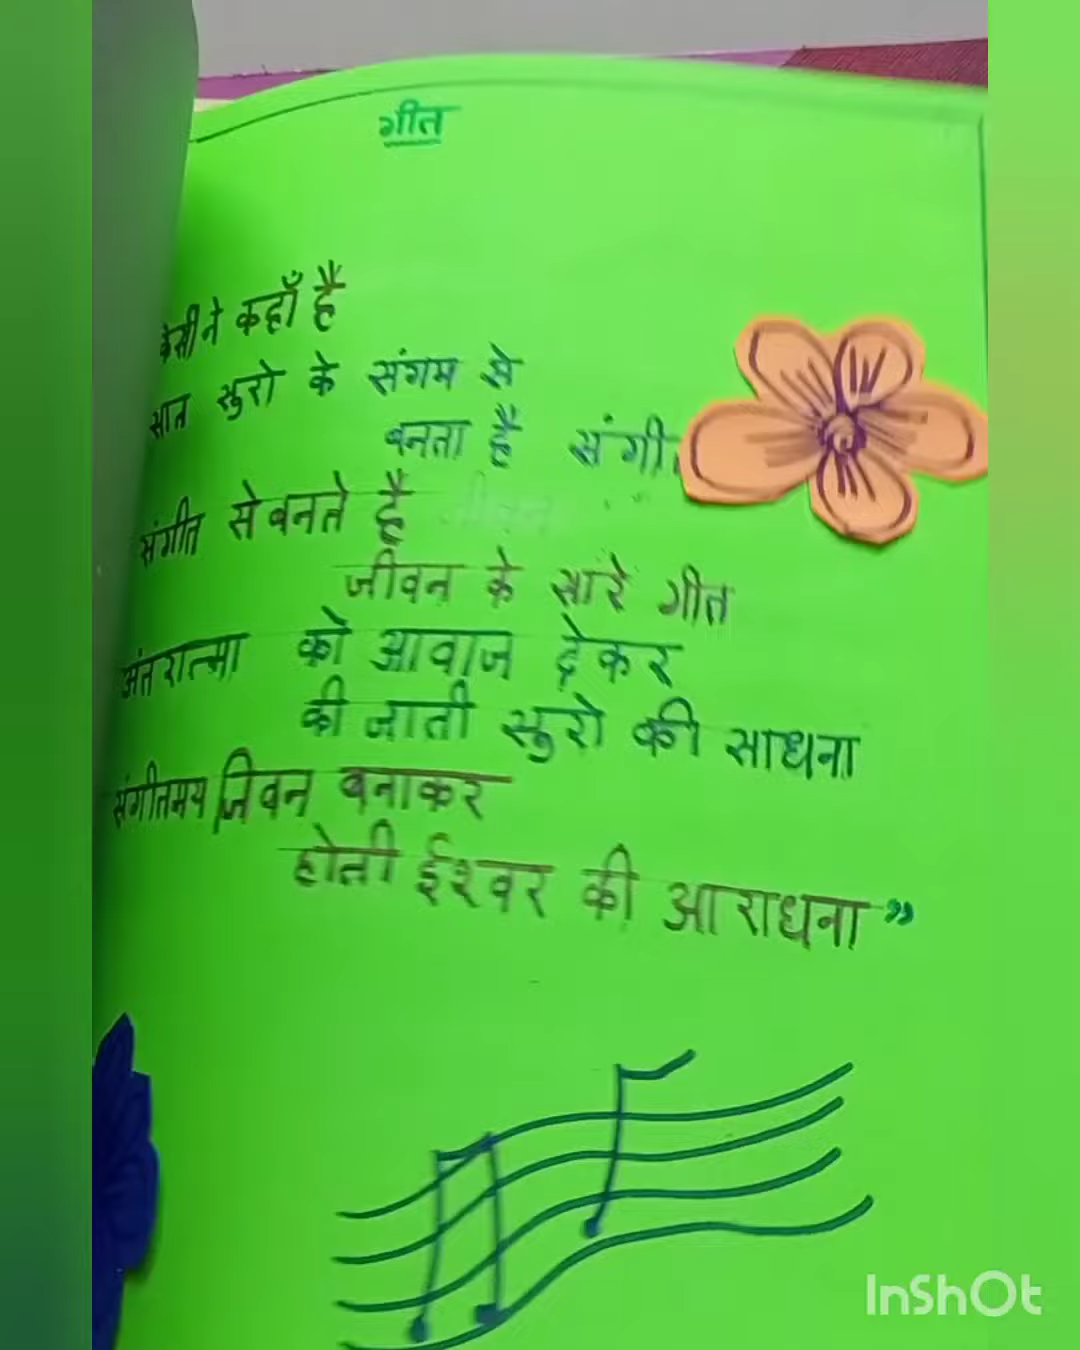 गीत
केसीने कहाँ है
सात सुरो के संगम से
बनता है संगी
संगीत से बनते है
जीवन के सारे गीत
अंतरात्मा को आवाज देकर
की जाती सुरो की साधना
संगीतमय जिवन बनाकर
होती ईश्वर की आराधना”
InShOt